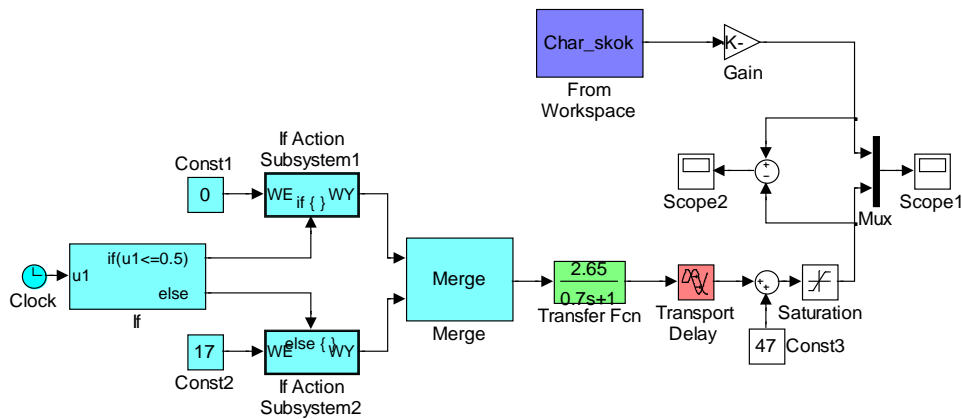 Char_skok
From
Workspace
K-
Gain
If Action
Subsystem1
Const1
0
WE
WY
if { }
Scope2
+
−
Mux
Scope1
Clock
u1
if(u1<=0.5)
else
If
Merge
Merge
2.65
0.7s+1
Transfer Fcn
Transport
Delay
+
+
Saturation
17
Const2
WE
WY
else { }
If Action
Subsystem2
47
Const3